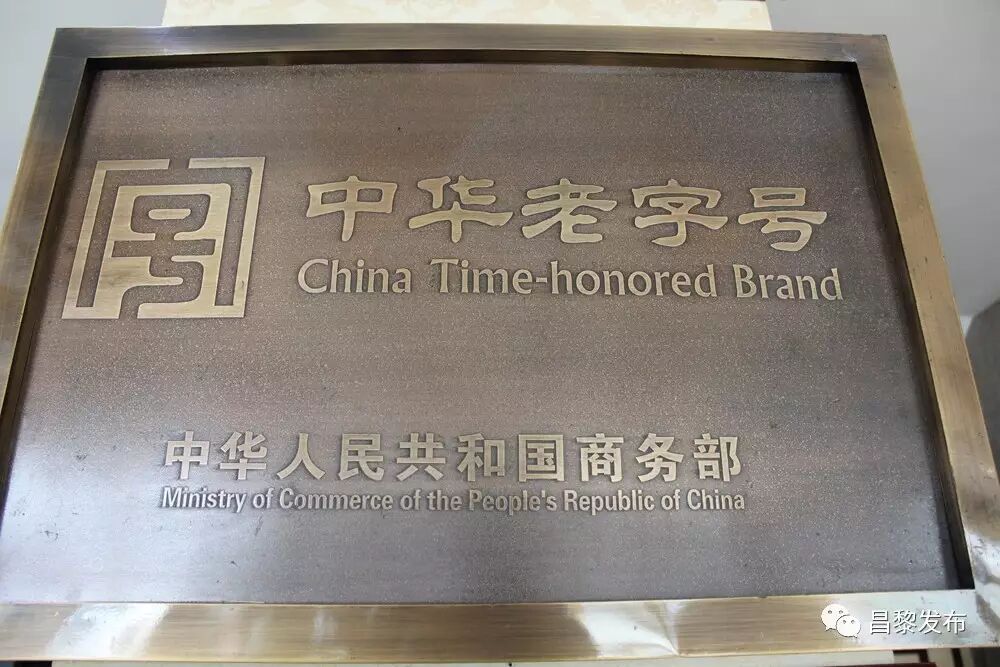 中华老字号
China Time-honored Brand
中华人民共和国商务部
Ministry of Commerce of the People's Republic of China
昌黎发布